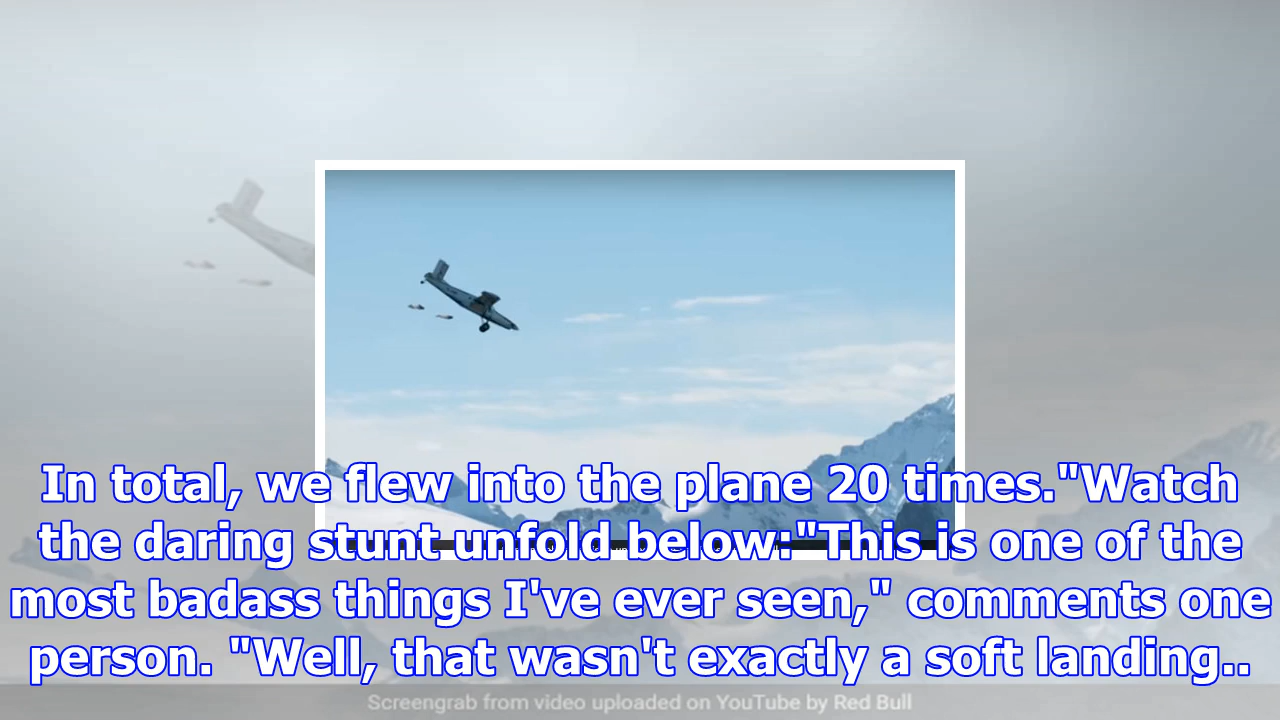 In total, we flew into the plane 20 times."Watch
the daring stunt unfold below:"This is one of the
most badass things I've ever seen," comments one
person. "Well, that wasn't exactly a soft landing..
Screengrab from video uploaded on YouTube by Red Bull